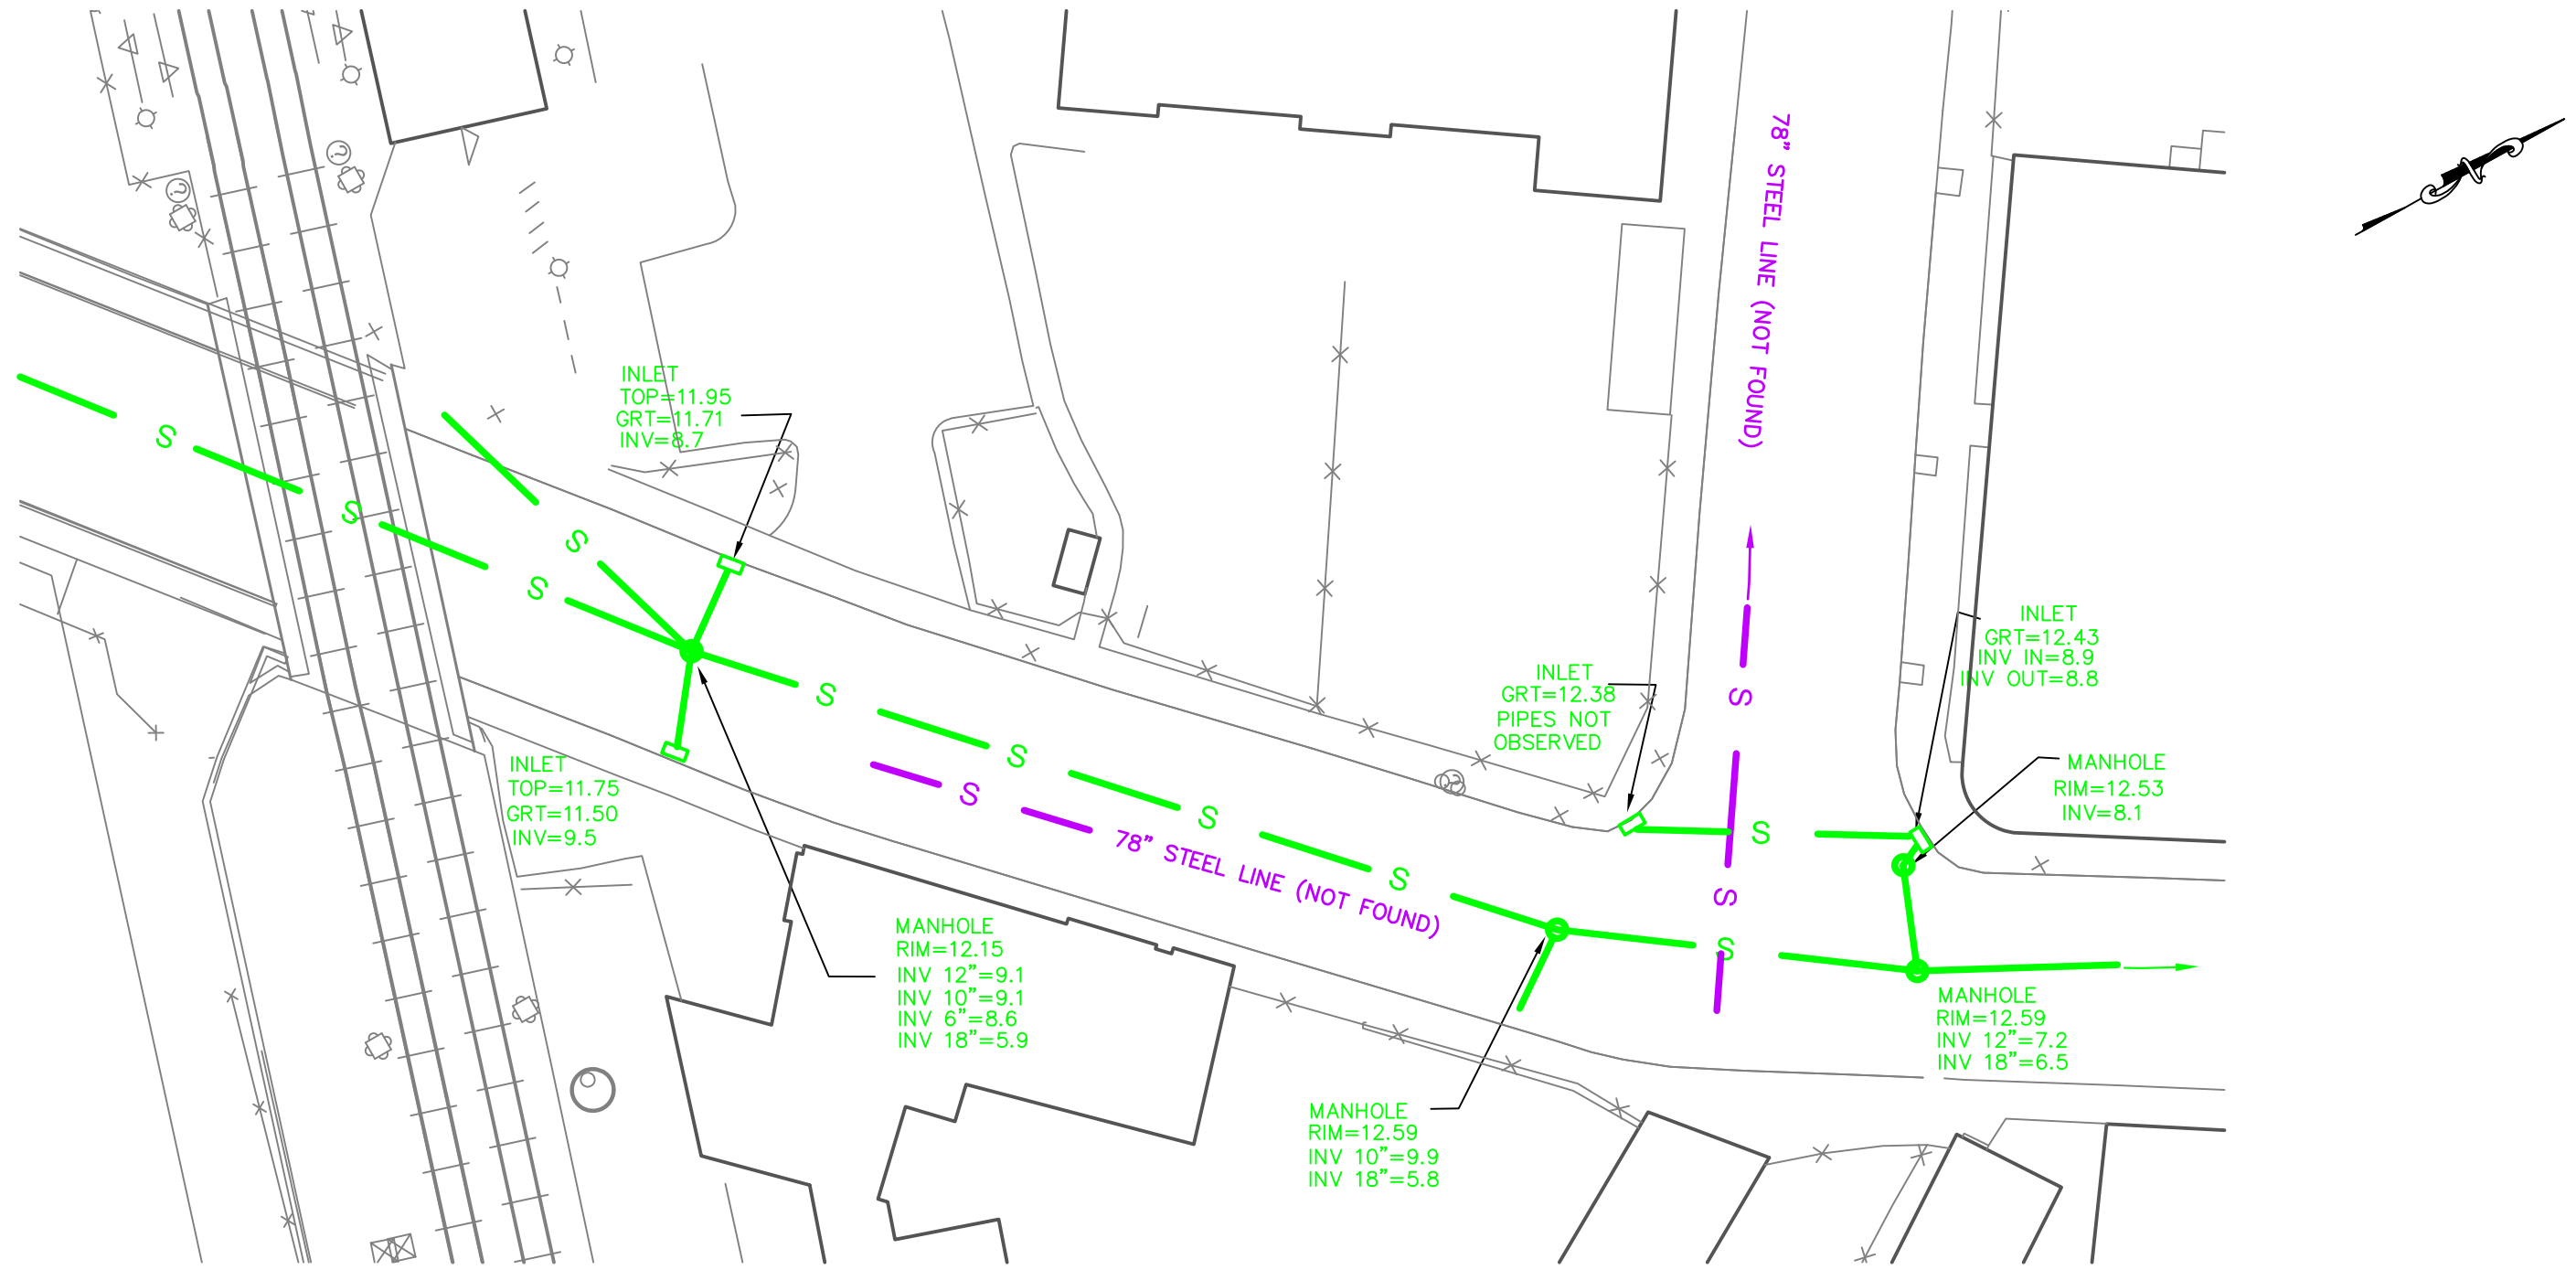 78" STEEL LINE (NOT FOUND)
INLET
TOP=11.95
GRT=11.71
INV=8.7
S
S
S
S
S
S
S
S
S
INLET
GRT=12.38
PIPES NOT
OBSERVED
INLET
GRT=12.43
INV IN=8.9
INV OUT=8.8
S
S
S
S
S
MANHOLE
RIM=12.53
INV=8.1
INLET
TOP=11.75
GRT=11.50
INV=9.5
78" STEEL LINE (NOT FOUND)
MANHOLE
RIM=12.15
INV 12"=9.1
INV 10"=9.1
INV 6"=8.6
INV 18"=5.9
MANHOLE
RIM=12.59
INV 12"=7.2
INV 18"=6.5
MANHOLE
RIM=12.59
INV 10"=9.9
INV 18"=5.8